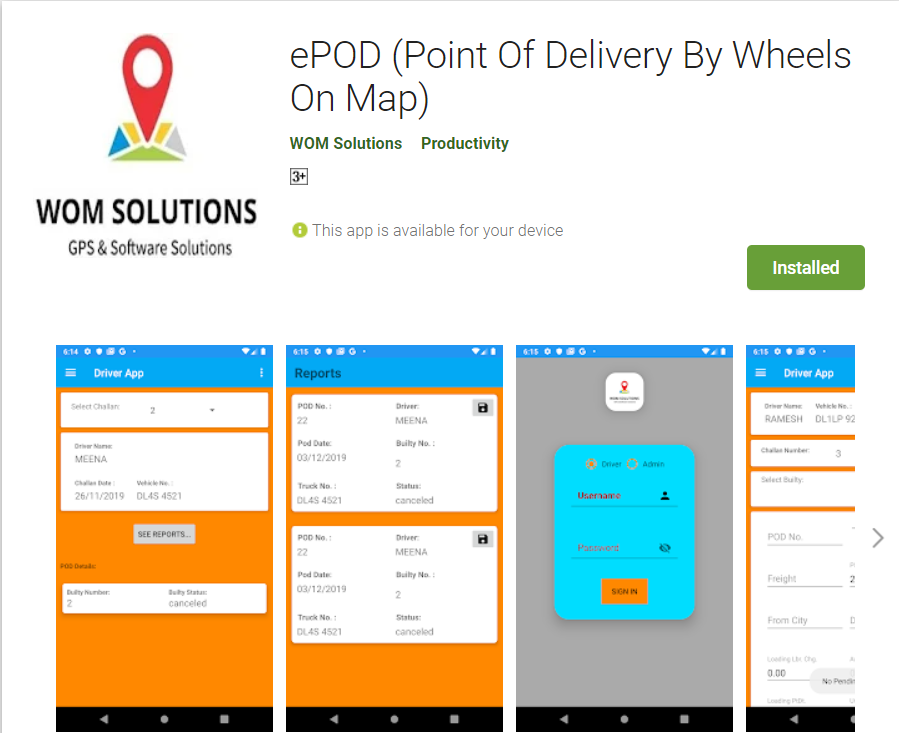 ePOD (Point Of Delivery By Wheels
On Map)
WOM Solutions Productivity
3+
This app is available for your device
Installed
WOM SOLUTIONS
GPS & Software Solutions
6:14
Driver App
Select Challan:
2
Driver Name:
MEENA
Challan Date : Vehicle No. :
26/11/2019 DL4S 4521
SEE REPORTS...
POD Details:
Builty Number: Builty Status:
2 canceled
6:15
Reports
POD No. : Driver:
22 MEENA
Pod Date: Builty No. :
03/12/2019 2
Truck No. : Status:
DL4S 4521 canceled
POD No. : Driver:
22 MEENA
Pod Date: Builty No. :
03/12/2019 2
Truck No. : Status:
DL4S 4521 canceled
6:15
WOM SOLUTIONS
Driver Admin
Username
Password
SIGN IN
6:15
Driver App
Driver Name: Vehicle No. :
RAMESH DL1LP 92
Challan Number: 3
Select Builty:
POD No.
Freight 2
From City D
Loading Lbr. Chg.
0.00
No Pendin